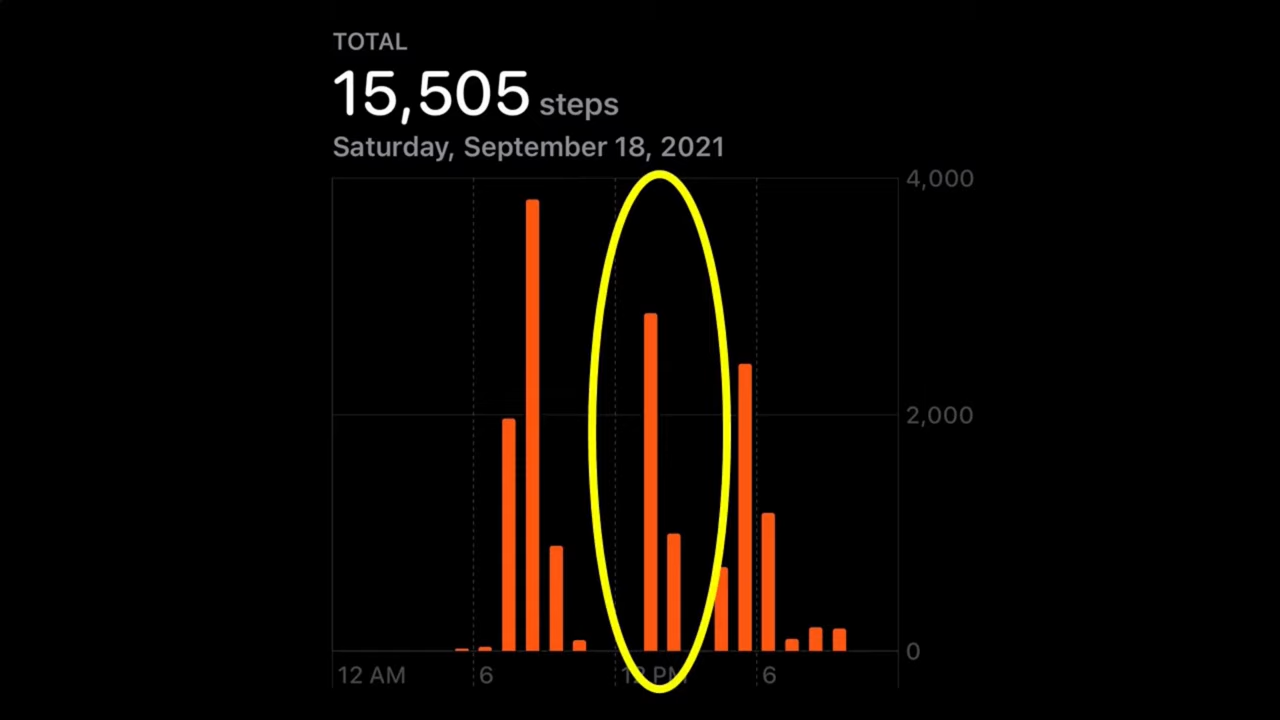 TOTAL
15,505 steps
Saturday, September 18, 2021
4,000
2,000
0
12 AM 6 12 PM 6